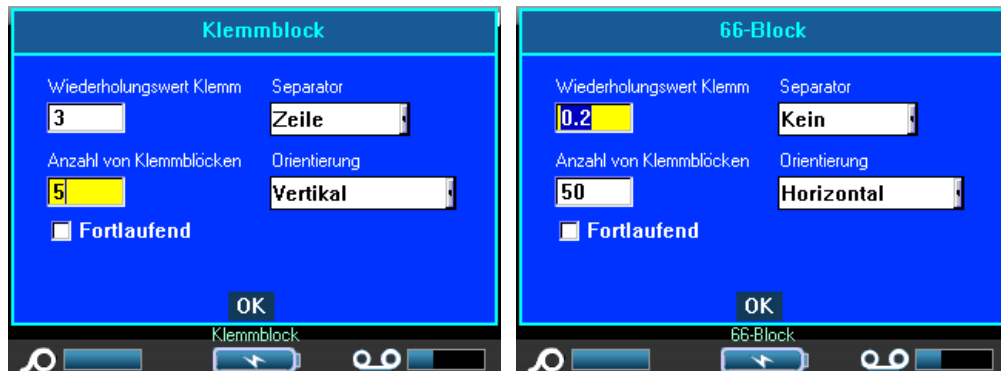 Klemmblock
Wiederholungswert Klemm Separator
3 Zeile
Anzahl von Klemmblöcken Orientierung
5 Vertikal
Fortlaufend
OK
Klemmblock
66-Block
Wiederholungswert Klemm Separator
0.2 Kein
Anzahl von Klemmblöcken Orientierung
50 Horizontal
Fortlaufend
OK
66-Block